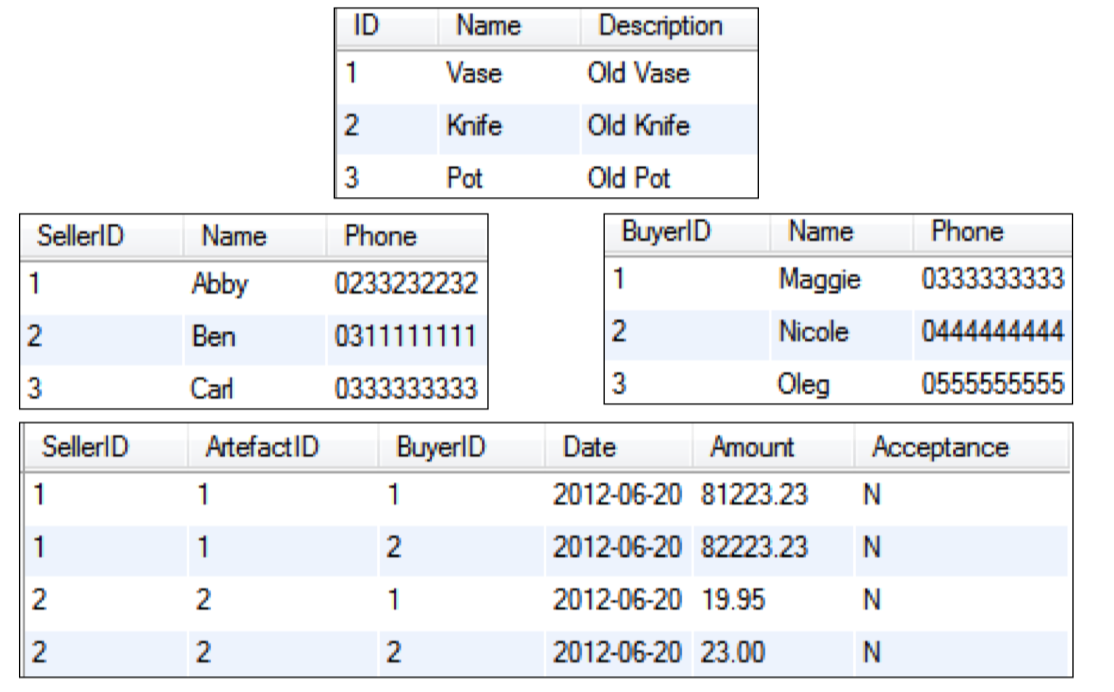 ID Name Description
1 Vase Old Vase
2 Knife Old Knife
3 Pot Old Pot
SellerID Name Phone
1 Abby 0233232232
2 Ben 0311111111
3 Carl 0333333333
BuyerID Name Phone
1 Maggie 0333333333
2 Nicole 0444444444
3 Oleg 0555555555
SellerID ArtefactID BuyerID Date Amount Acceptance
1 1 1 2012-06-20 81223.23 N
1 1 2 2012-06-20 82223.23 N
2 2 1 2012-06-20 19.95 N
2 2 2 2012-06-20 23.00 N